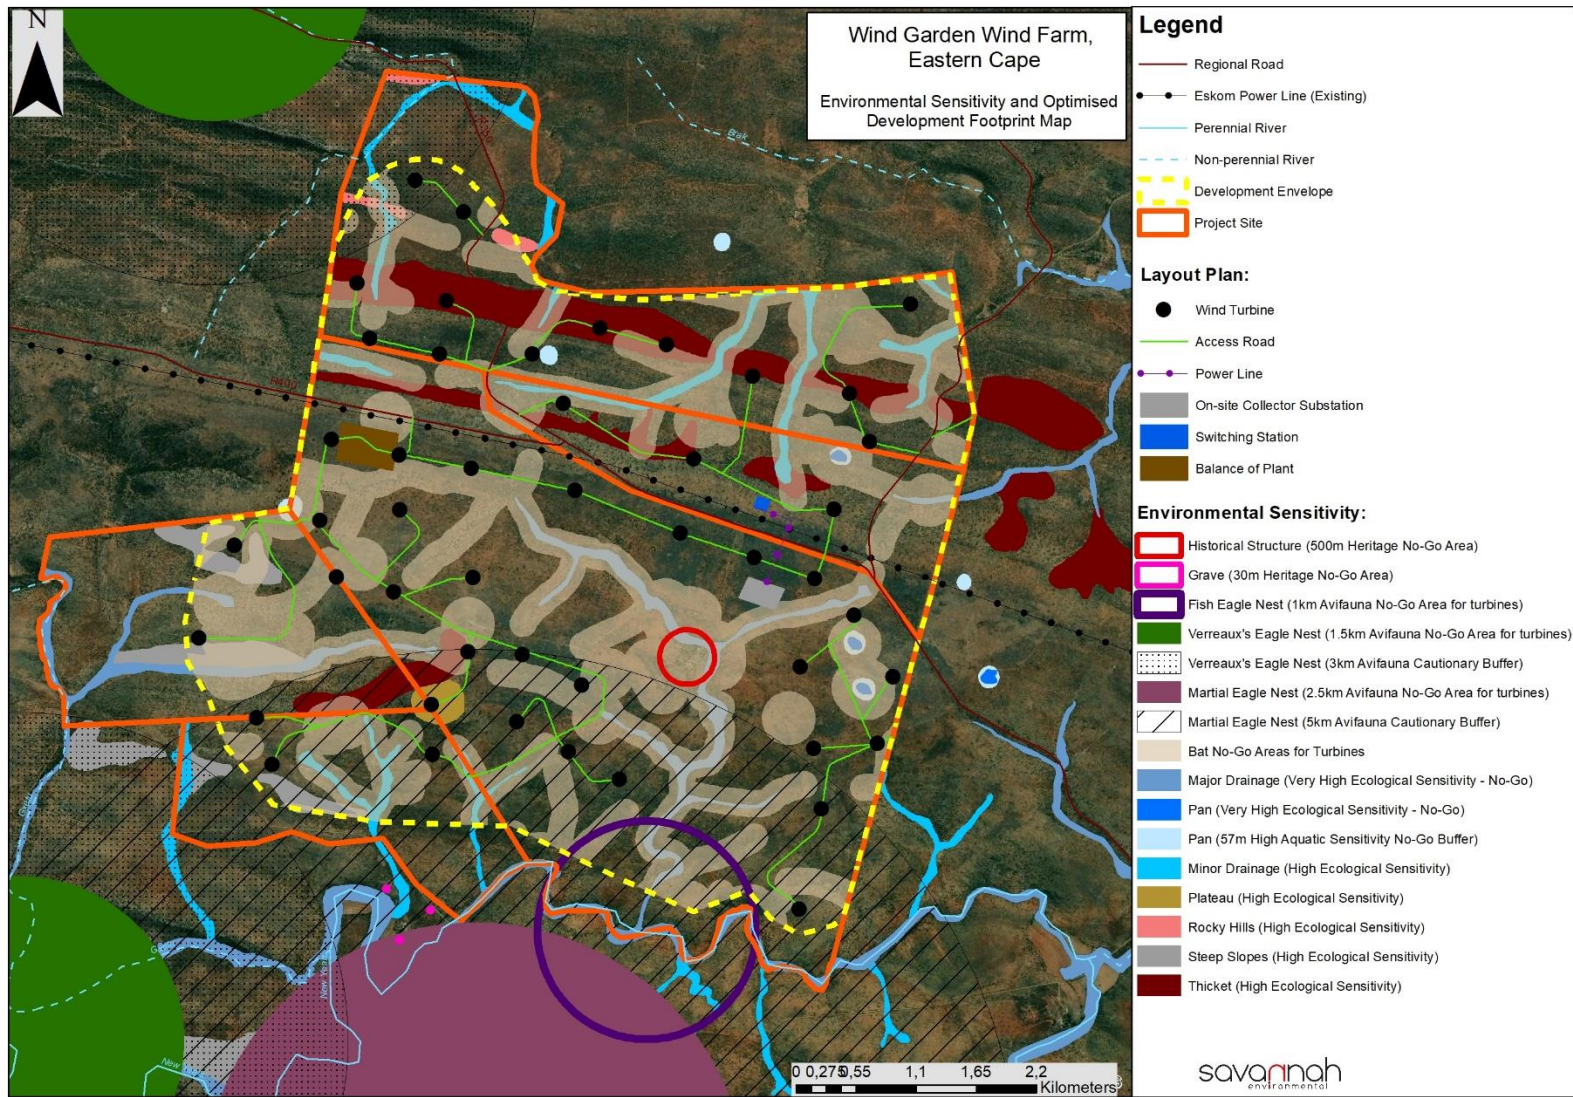 N
Wind Garden Wind Farm,
Eastern Cape
Environmental Sensitivity and Optimised
Development Footprint Map
Brak
R400
New Year
New
0 0,275 0,55 1,1 1,65 2,2
Kilometers
Legend
Regional Road
Eskom Power Line (Existing)
Perennial River
Non-perennial River
Development Envelope
Project Site
Layout Plan:
Wind Turbine
Access Road
Power Line
On-site Collector Substation
Switching Station
Balance of Plant
Environmental Sensitivity:
Historical Structure (500m Heritage No-Go Area)
Grave (30m Heritage No-Go Area)
Fish Eagle Nest (1km Avifauna No-Go Area for turbines)
Verreaux's Eagle Nest (1.5km Avifauna No-Go Area for turbines)
Verreaux's Eagle Nest (3km Avifauna Cautionary Buffer)
Martial Eagle Nest (2.5km Avifauna No-Go Area for turbines)
Martial Eagle Nest (5km Avifauna Cautionary Buffer)
Bat No-Go Areas for Turbines
Major Drainage (Very High Ecological Sensitivity - No-Go)
Pan (Very High Ecological Sensitivity - No-Go)
Pan (57m High Aquatic Sensitivity No-Go Buffer)
Minor Drainage (High Ecological Sensitivity)
Plateau (High Ecological Sensitivity)
Rocky Hills (High Ecological Sensitivity)
Steep Slopes (High Ecological Sensitivity)
Thicket (High Ecological Sensitivity)
savannah
environmental